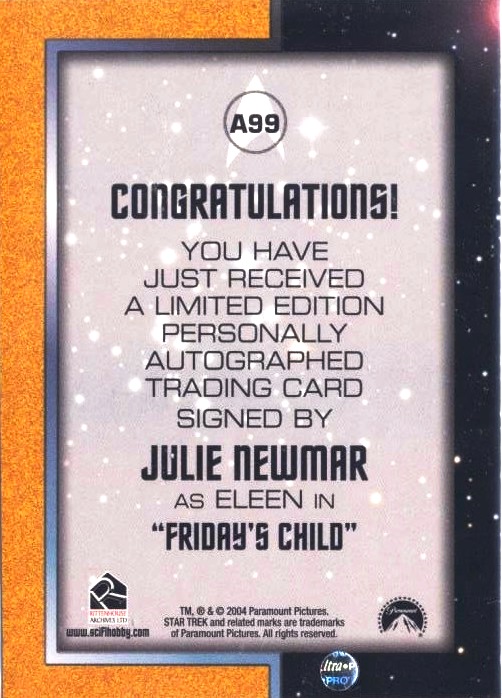 A99
CONGRATULATIONS!
YOU HAVE
JUST RECEIVED
A LIMITED EDITION
PERSONALLY
AUTOGRAPHED
TRADING CARD
SIGNED BY
JULIE NEWMAR
AS ELEEN IN
"FRIDAY'S CHILD"
RITTENHOUSE
ARCHIVES LTD
www.scifihobby.com
TM, ® & © 2004 Paramount Pictures.
STAR TREK and related marks are trademarks
of Paramount Pictures. All rights reserved.
Paramount
ltra•P
PRO